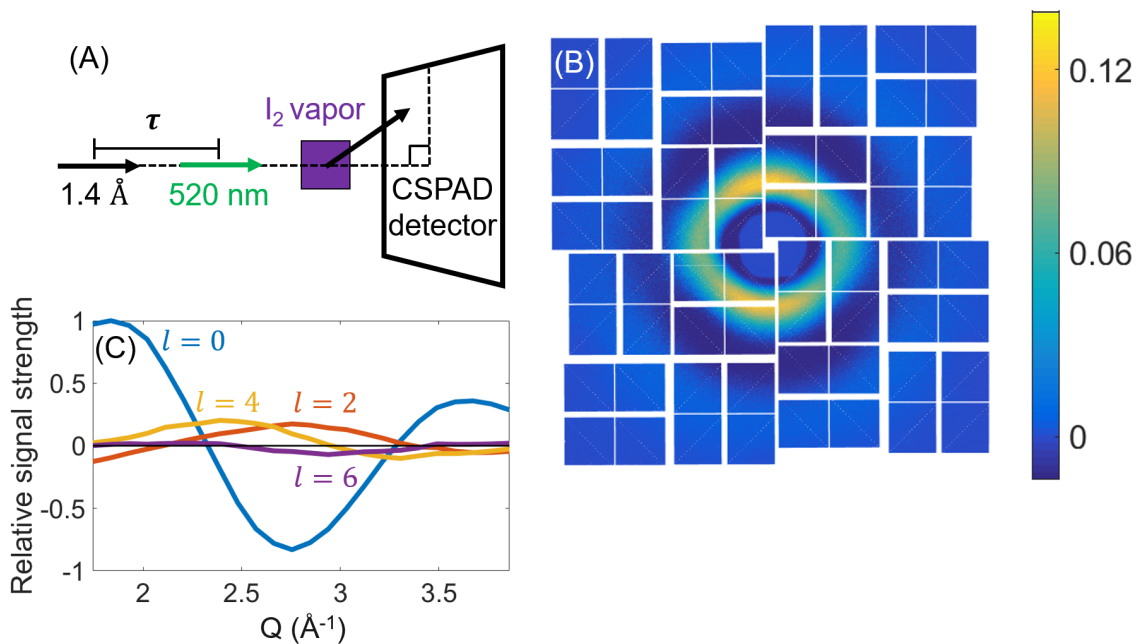 (A)
τ
I₂ vapor
1.4 Å
520 nm
CSPAD
detector
(B)
0.12
0.06
0
(C)
Relative signal strength
1
0.5
0
-0.5
-1
l = 0
l = 4
l = 2
l = 6
2
2.5
3
3.5
Q (Å⁻¹)